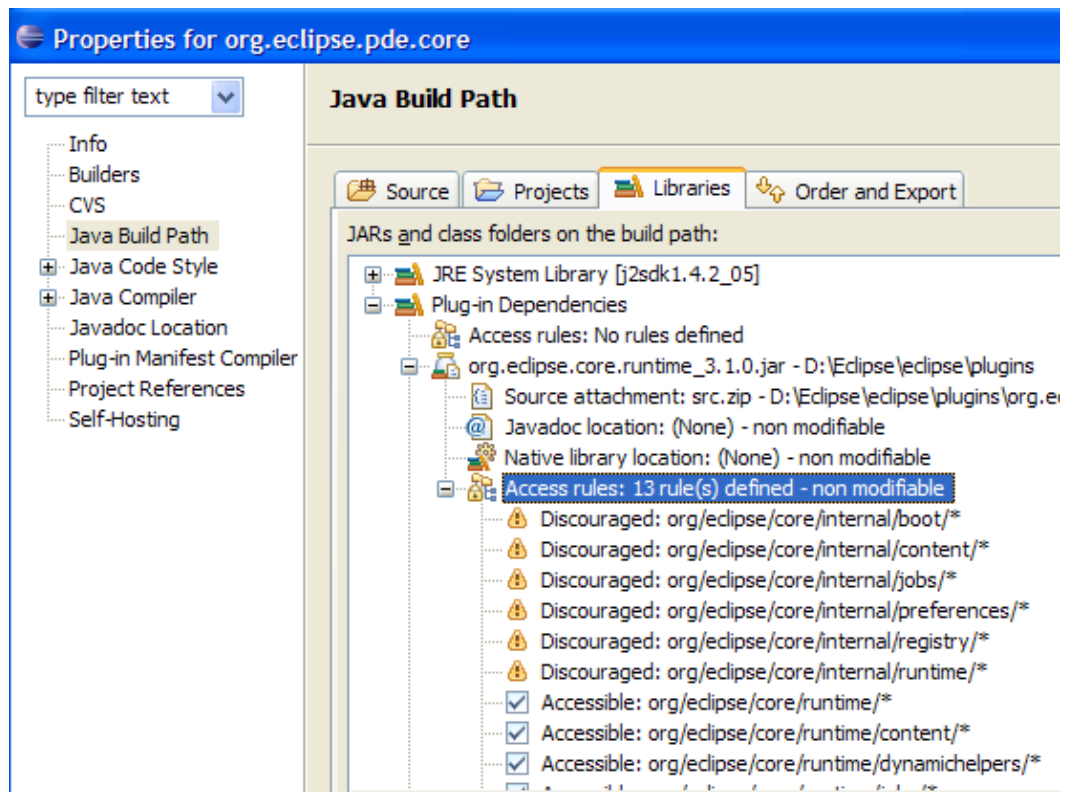 Properties for org.eclipse.pde.core
type filter text
Info
Builders
CVS
Java Build Path
Java Code Style
Java Compiler
Javadoc Location
Plug-in Manifest Compiler
Project References
Self-Hosting
Java Build Path
Source Projects Libraries Order and Export
JARs and class folders on the build path:
JRE System Library [j2sdk1.4.2_05]
Plug-in Dependencies
Access rules: No rules defined
org.eclipse.core.runtime_3.1.0.jar - D:\Eclipse\eclipse\plugins
Source attachment: src.zip - D:\Eclipse\eclipse\plugins\org.e
Javadoc location: (None) - non modifiable
Native library location: (None) - non modifiable
Access rules: 13 rule(s) defined - non modifiable
Discouraged: org/eclipse/core/internal/boot/*
Discouraged: org/eclipse/core/internal/content/*
Discouraged: org/eclipse/core/internal/jobs/*
Discouraged: org/eclipse/core/internal/preferences/*
Discouraged: org/eclipse/core/internal/registry/*
Discouraged: org/eclipse/core/internal/runtime/*
Accessible: org/eclipse/core/runtime/*
Accessible: org/eclipse/core/runtime/content/*
Accessible: org/eclipse/core/runtime/dynamichelpers/*